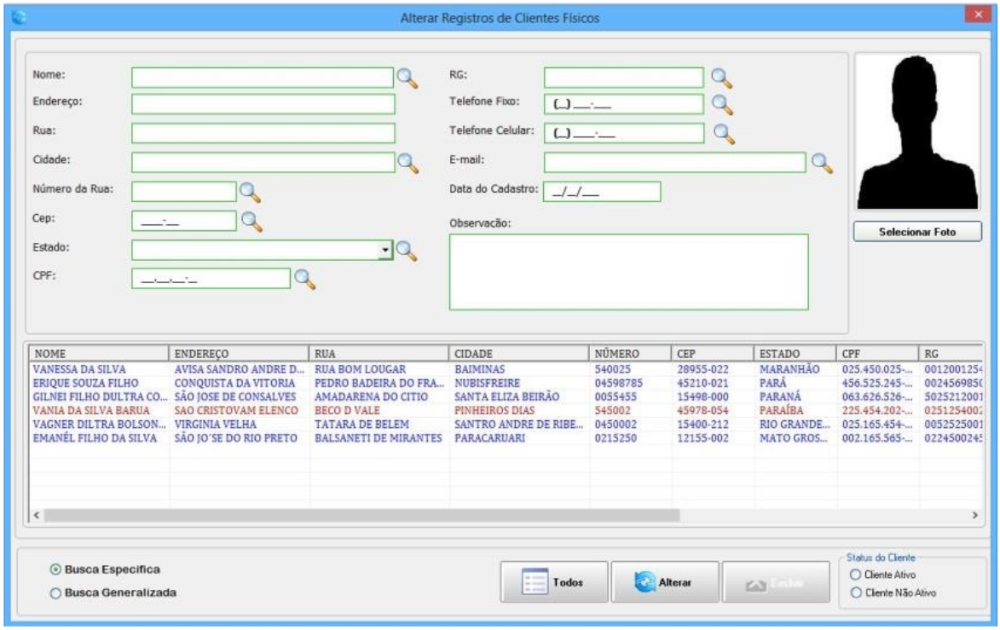 Alterar Registros de Clientes Físicos
Nome:
Endereço:
Rua:
Cidade:
Número da Rua:
Cep: ____-__
Estado:
CPF: __.__.__-_
RG:
Telefone Fixo: (_) ___-___
Telefone Celular: (_) ____-___
E-mail:
Data do Cadastro: _/_/___
Observação:
Selecionar Foto
NOME ENDEREÇO RUA CIDADE NÚMERO CEP ESTADO CPF RG
VANESSA DA SILVA AVISA SANDRO ANDRE D... RUA BOM LOUGAR BAIMINAS 540025 28955-022 MARANHÃO 025.450.025-... 0012001254
ERIQUE SOUZA FILHO CONQUISTA DA VITORIA PEDRO BADEIRA DO FRA... NUBISFREIRE 04598785 45210-021 PARÁ 456.525.245-... 0024569850
GILNEI FILHO DULTRA CO... SÃO JOSE DE CONSALVES AMADARENA DO CITIO SANTA ELIZA BEIRÃO 0055455 15498-000 PARANÁ 063.626.526-... 5025212001
VANIA DA SILVA BARUA SAO CRISTOVAM ELENCO BECO D VALE PINHEIROS DIAS 545002 45978-054 PARAÍBA 225.454.202-... 0251254002
VAGNER DILTRA BOLSON... VIRGINIA VELHA TATARA DE BELEM SANTRO ANDRE DE RIBE... 0450002 15400-212 RIO GRANDE... 025.165.454-... 0052525001
EMANÊL FILHO DA SILVA SÃO JO´SE DO RIO PRETO BALSANETI DE MIRANTES PARACARUARI 0215250 12155-002 MATO GROS... 002.165.565-... 0224500245
Busca Especifica
Busca Generalizada
Todos
Alterar
Excluir
Status do Cliente
Cliente Ativo
Cliente Não Ativo